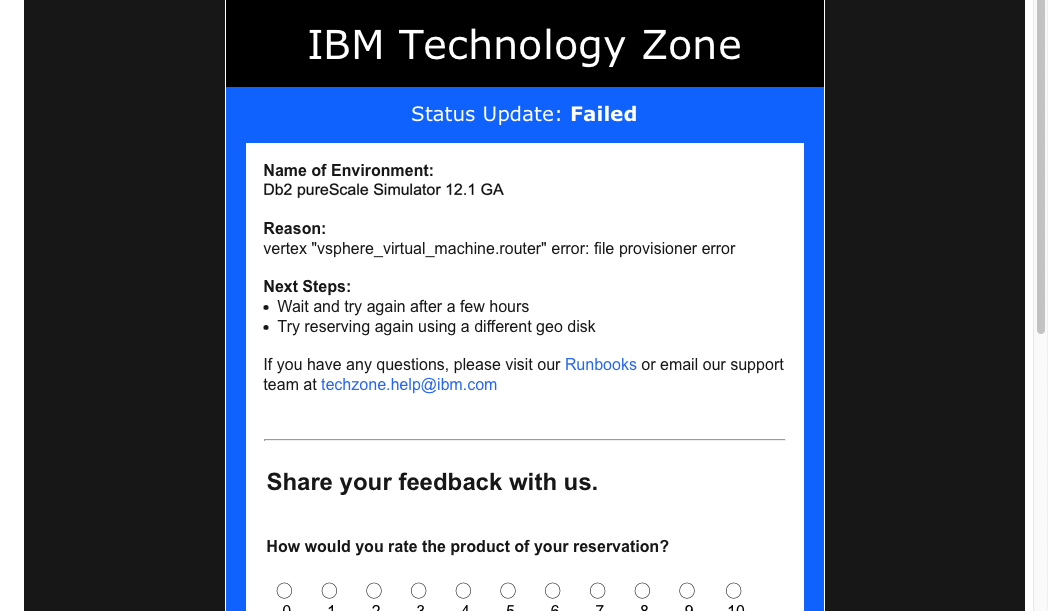 IBM Technology Zone
Status Update: Failed
Name of Environment:
Db2 pureScale Simulator 12.1 GA
Reason:
vertex "vsphere_virtual_machine.router" error: file provisioner error
Next Steps:
• Wait and try again after a few hours
• Try reserving again using a different geo disk
If you have any questions, please visit our Runbooks or email our support
team at techzone.help@ibm.com
Share your feedback with us.
How would you rate the product of your reservation?
0 1 2 3 4 5 6 7 8 9 10